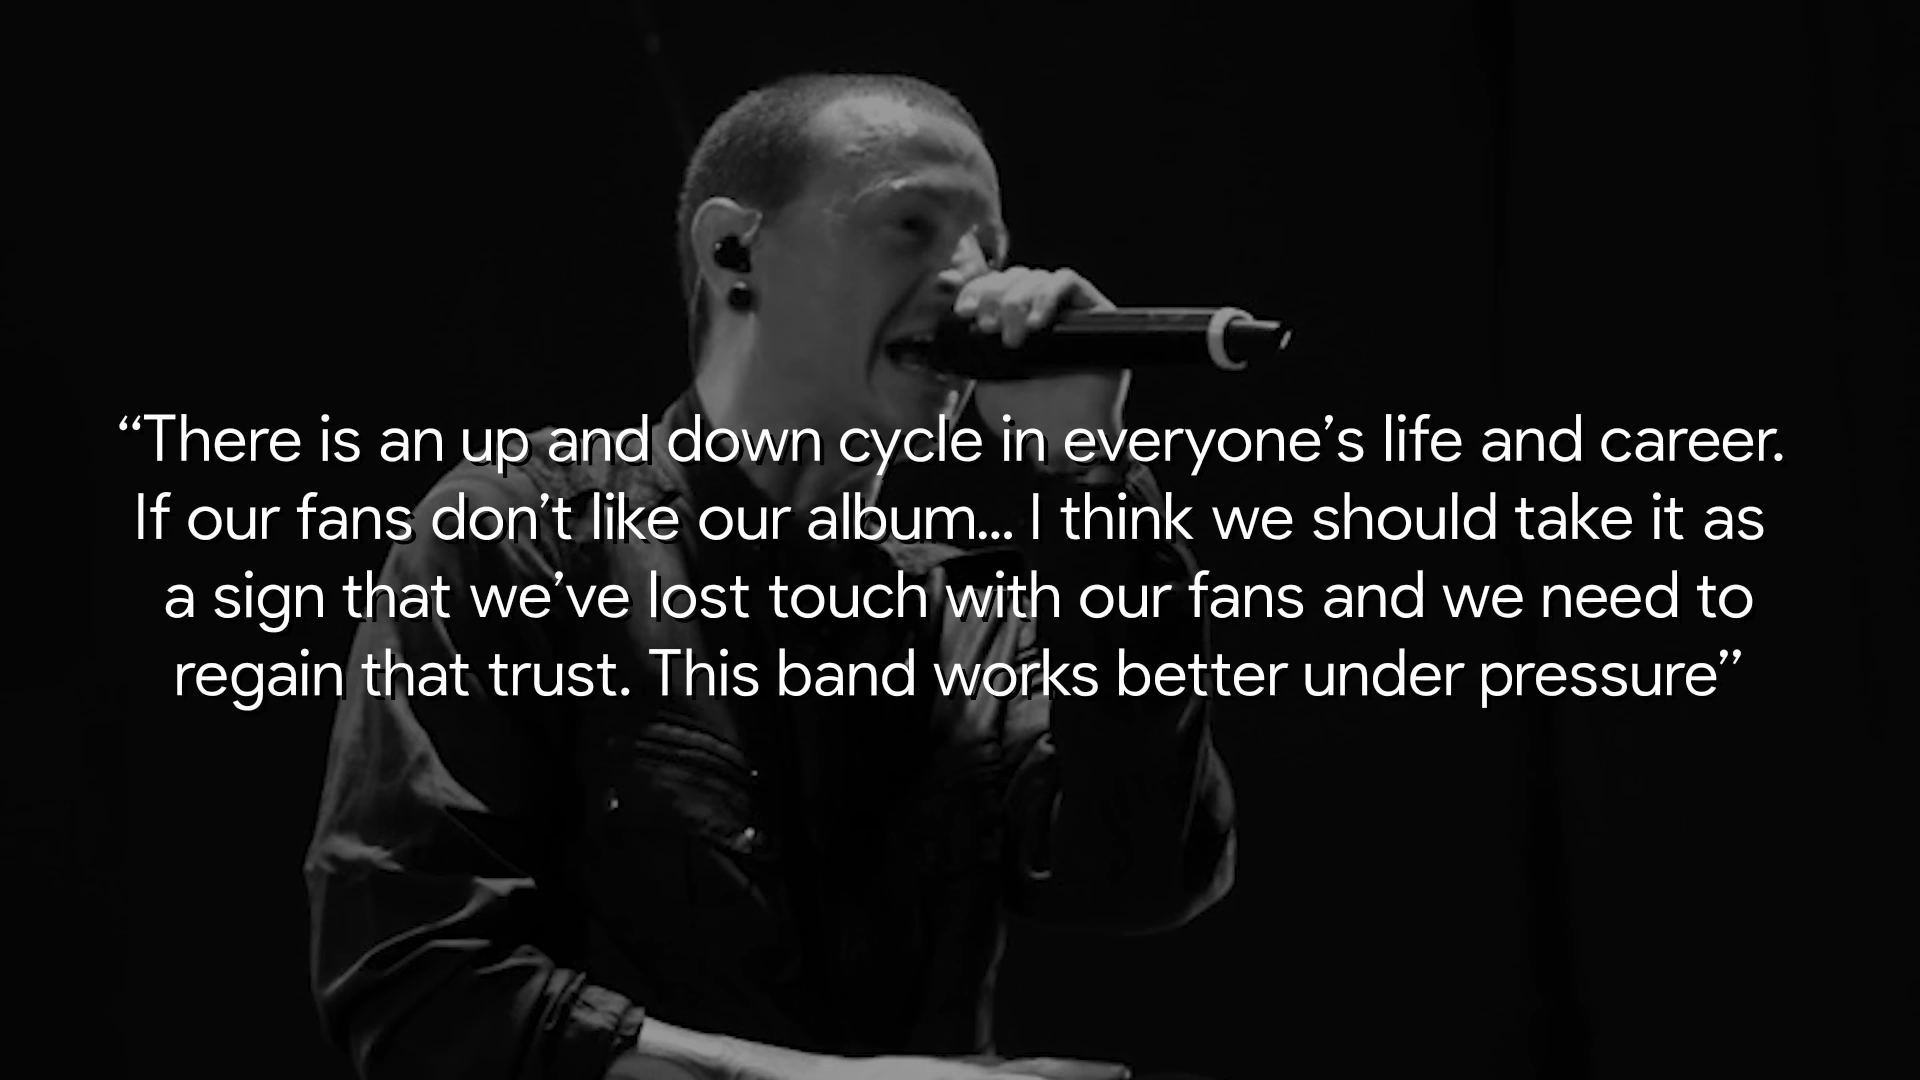 “There is an up and down cycle in everyone’s life and career.
If our fans don’t like our album... I think we should take it as
a sign that we’ve lost touch with our fans and we need to
regain that trust. This band works better under pressure”